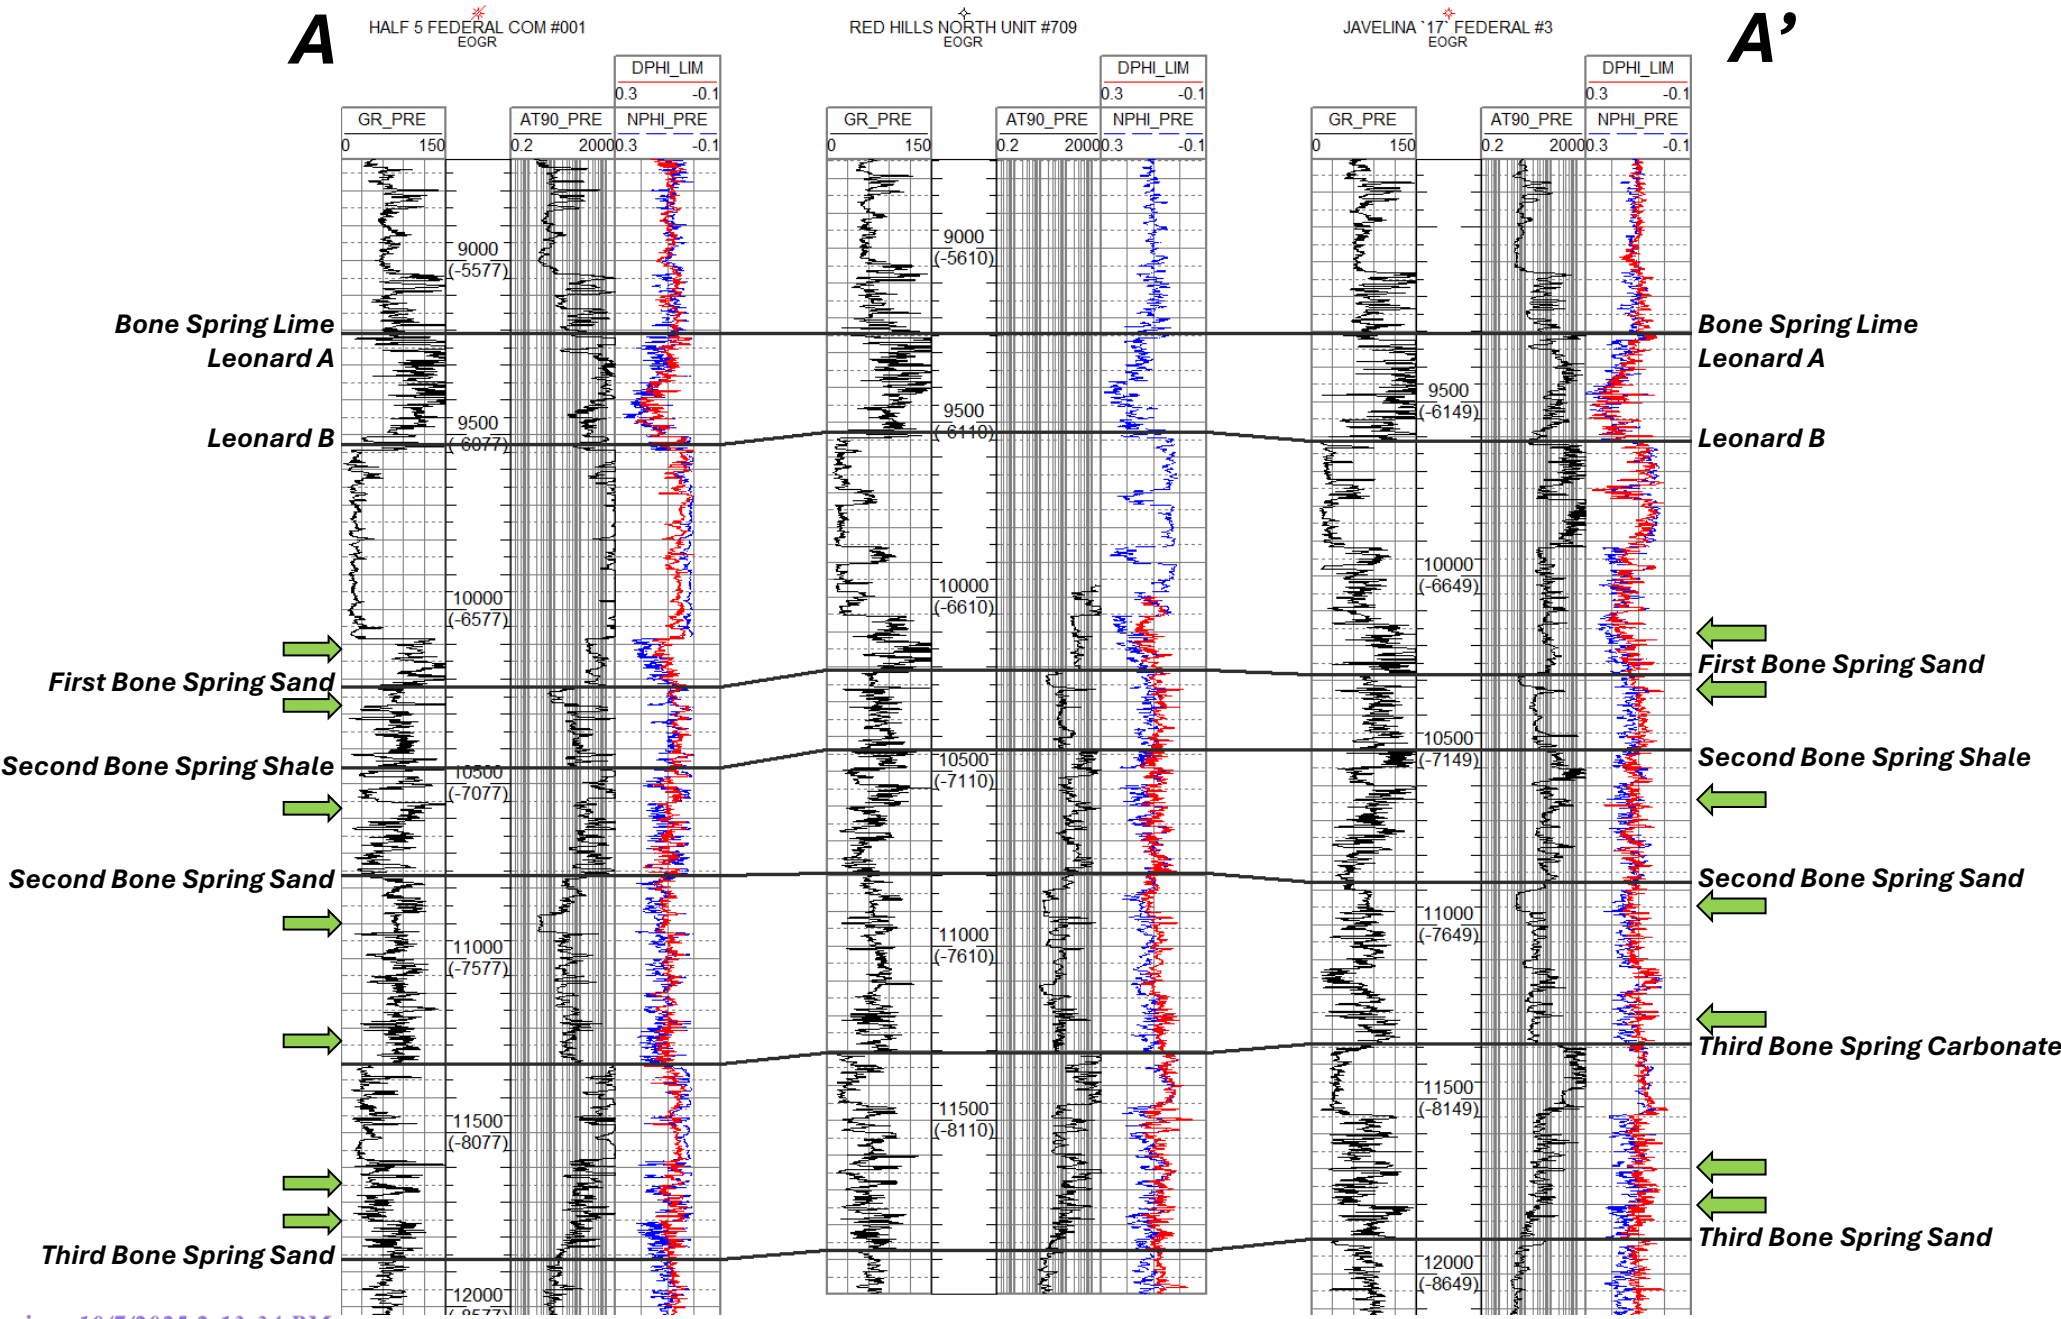 A
HALF 5 FEDERAL COM #001
EOGR
RED HILLS NORTH UNIT #709
EOGR
JAVELINA `17` FEDERAL #3
EOGR
A’
DPHI_LIM
0.3 -0.1
GR_PRE
0 150
AT90_PRE
0.2 2000
NPHI_PRE
0.3 -0.1
DPHI_LIM
0.3 -0.1
GR_PRE
0 150
AT90_PRE
0.2 2000
NPHI_PRE
0.3 -0.1
DPHI_LIM
0.3 -0.1
GR_PRE
0 150
AT90_PRE
0.2 2000
NPHI_PRE
0.3 -0.1
Bone Spring Lime
Leonard A
Leonard B
First Bone Spring Sand
Second Bone Spring Shale
Second Bone Spring Sand
Third Bone Spring Sand
9000
(-5577)
9500
(-6077)
10000
(-6577)
10500
(-7077)
11000
(-7577)
11500
(-8077)
12000
9000
(-5610)
9500
(-6110)
10000
(-6610)
10500
(-7110)
11000
(-7610)
11500
(-8110)
9500
(-6149)
10000
(-6649)
10500
(-7149)
11000
(-7649)
11500
(-8149)
12000
(-8649)
Bone Spring Lime
Leonard A
Leonard B
First Bone Spring Sand
Second Bone Spring Shale
Second Bone Spring Sand
Third Bone Spring Carbonate
Third Bone Spring Sand